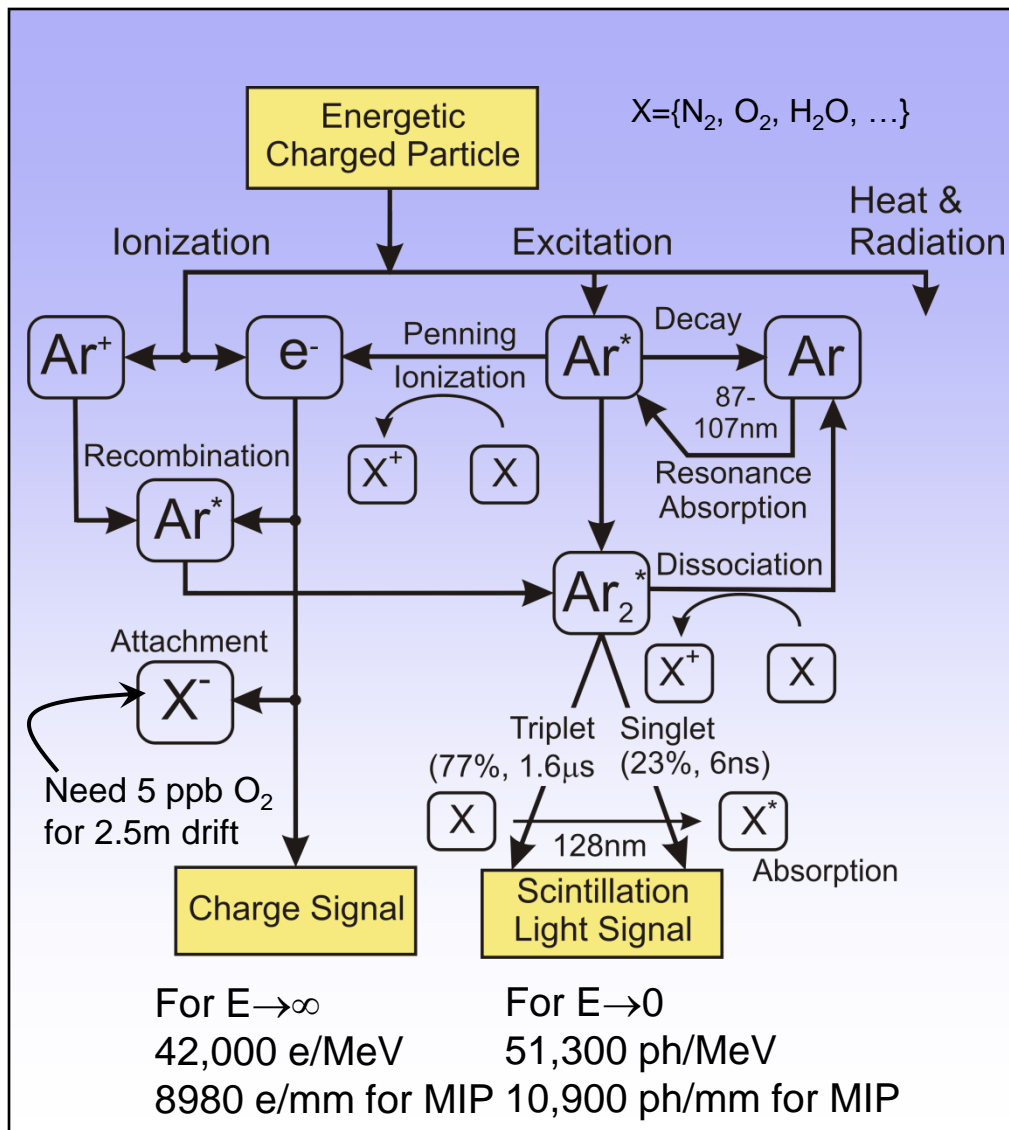 Energetic
Charged Particle
X={N₂, O₂, H₂O, …}
Heat &
Radiation
Ionization
Excitation
Ar⁺
e⁻
Penning
Ionization
Ar*
Decay
Ar
87-
107nm
X⁺
X
Resonance
Absorption
Recombination
Ar*
Dissociation
Ar₂*
X⁺
X
Attachment
X⁻
Triplet
(77%, 1.6μs
Singlet
(23%, 6ns)
Need 5 ppb O₂
for 2.5m drift
X
128nm
X*
Absorption
Charge Signal
Scintillation
Light Signal
For E→∞
42,000 e/MeV
8980 e/mm for MIP
For E→0
51,300 ph/MeV
10,900 ph/mm for MIP